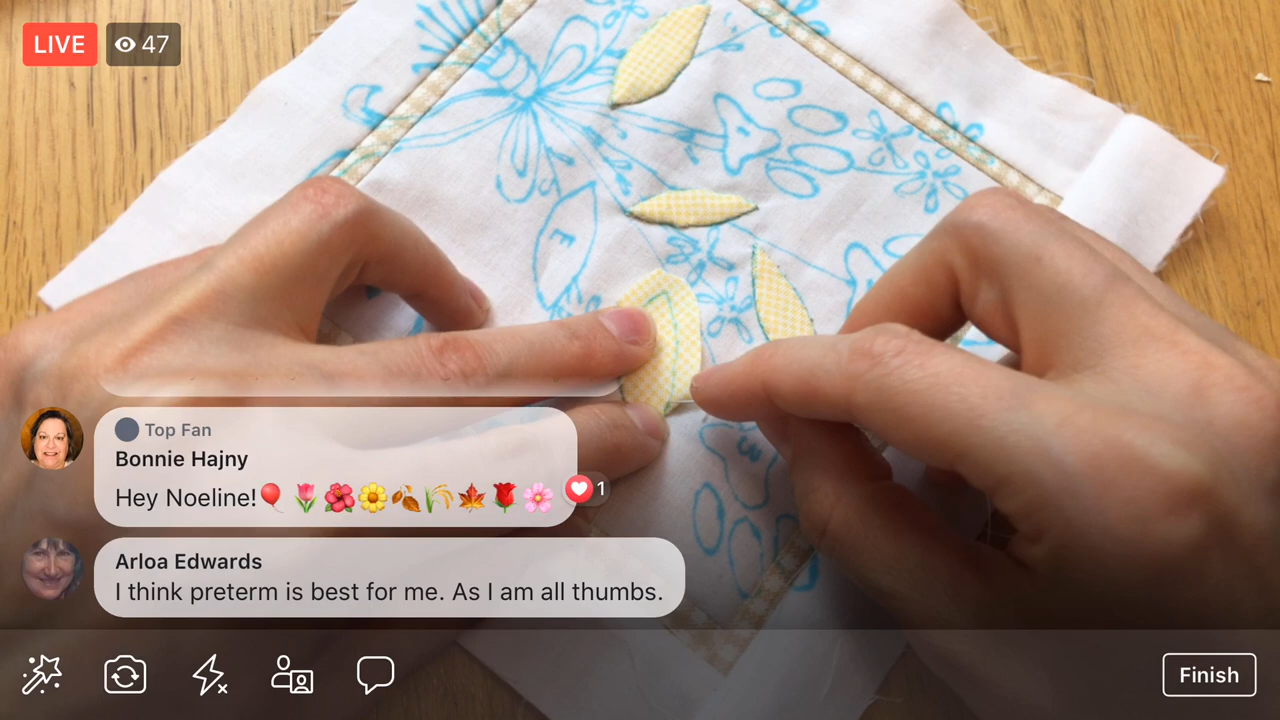 LIVE 47
Top Fan
Bonnie Hajny
Hey Noeline!🎈🌷🌺🌼🍂🌾🍁🌹🌸 1
Arloa Edwards
I think preterm is best for me. As I am all thumbs.
F
3
Finish